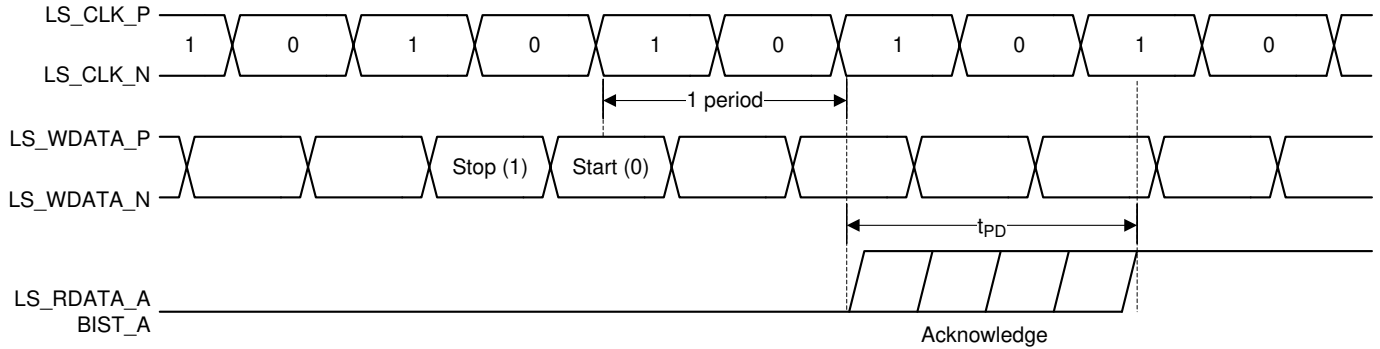 LS_CLK_P
1 0 1 0 1 0 1 0 1 0
LS_CLK_N
1 period
LS_WDATA_P
Stop (1) Start (0)
LS_WDATA_N
tPD
LS_RDATA_A
BIST_A
Acknowledge